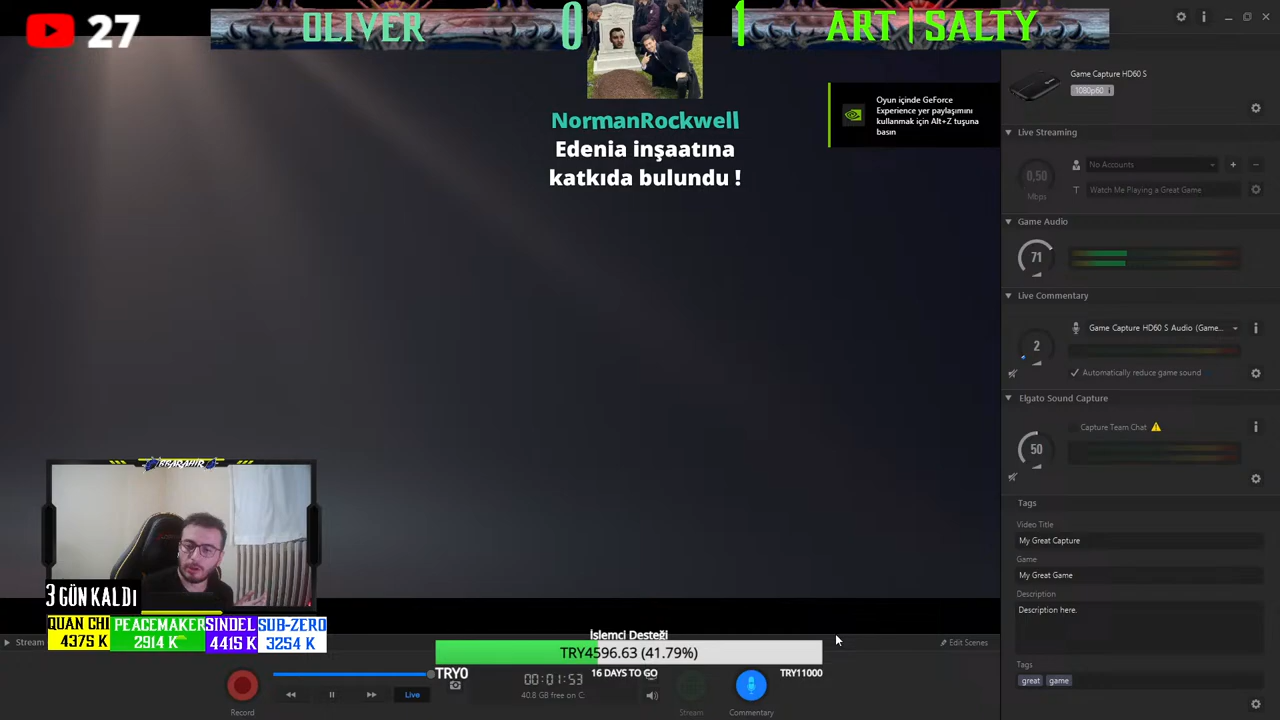 27
OLIVER
0
1
ART | SALTY
NormanRockwell
Edenia inşaatına
katkıda bulundu !
Oyun içinde GeForce
Experience yer paylaşımını
kullanmak için Alt+Z tuşuna
basın
Game Capture HD60 S
1080p60
Live Streaming
0,50
Mbps
No Accounts
Watch Me Playing a Great Game
Game Audio
71
Live Commentary
Game Capture HD60 S Audio (Game...
2
Automatically reduce game sound
Elgato Sound Capture
Capture Team Chat
50
Tags
Video Title
My Great Capture
Game
My Great Game
Description
Description here.
Tags
great game
3 GÜN KALDI
QUAN CHI
4375 K
PEACEMAKER
2914 K
SINDEL
4415 K
SUB-ZERO
3254 K
Stream
Edit Scenes
İşlemci Desteği
TRY4596.63 (41.79%)
TRY0
16 DAYS TO GO
TRY11000
00:01:53
40.8 GB free on C:
Live
Record
Stream
Commentary